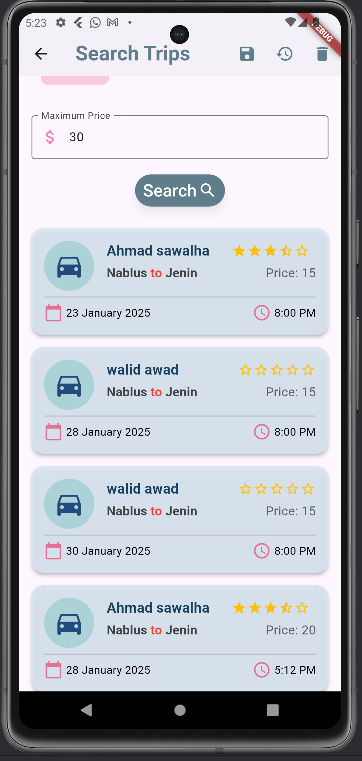 5:23
DEBUG
Search Trips
Maximum Price
$ 30
Search
Ahmad sawalha
Nablus to Jenin Price: 15
23 January 2025 8:00 PM
walid awad
Nablus to Jenin Price: 15
28 January 2025 8:00 PM
walid awad
Nablus to Jenin Price: 15
30 January 2025 8:00 PM
Ahmad sawalha
Nablus to Jenin Price: 20
28 January 2025 5:12 PM